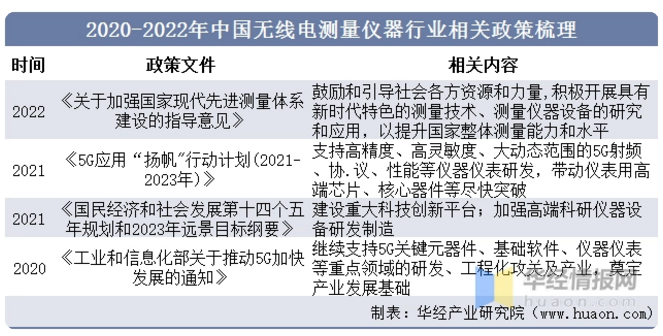 2020-2022年中国无线电测量仪器行业相关政策梳理
时间 政策文件 相关内容
2022 《关于加强国家现代先进测量体系建设的指导意见》 鼓励和引导社会各方资源和力量,积极开展具有
新时代特色的测量技术、测量仪器设备的研究
和应用，以提升国家整体测量能力和水平
2021 《5G应用“扬帆"行动计划(2021-
2023年)》 支持高精度、高灵敏度、大动态范围的5G射频
、协.议、性能等仪器仪表研发，带动仪表用高
端芯片、核心器件等尽快突破
2021 《国民经济和社会发展第十四个五
年规划和2023年远景目标纲要》 建设重大科技创新平台；加强高端科研仪器设
备研发制造
2020 《工业和信息化部关于推动5G加快
发展的通知》 继续支持5G关键元器件、基础软件、仪器仪表
等重点领域的研发、工程化攻关及产业，奠定
产业发展基础
华经情报网
huaon.com
制表：华经产业研究院（www.huaon.com）